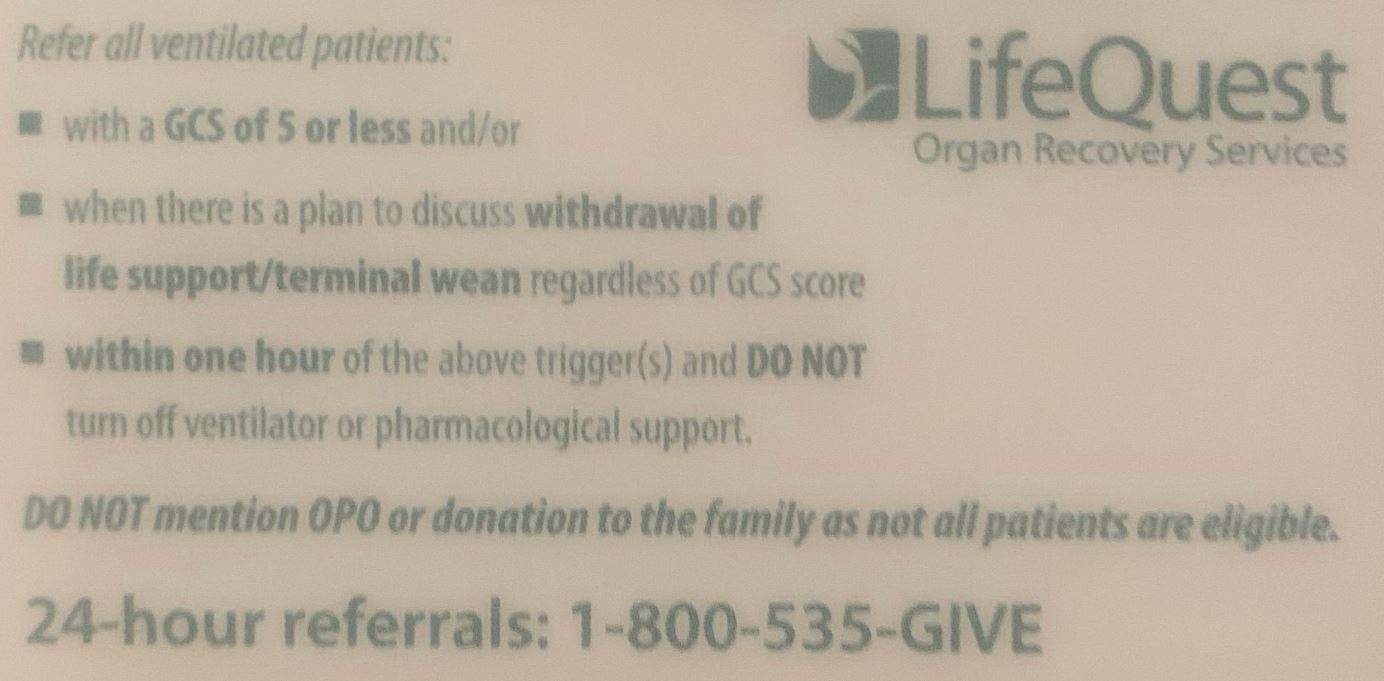 Refer all ventilated patients:
LifeQuest
Organ Recovery Services
■ with a GCS of 5 or less and/or
■ when there is a plan to discuss withdrawal of
life support/terminal wean regardless of GCS score
■ within one hour of the above trigger(s) and DO NOT
turn off ventilator or pharmacological support.
DO NOT mention OPO or donation to the family as not all patients are eligible.
24-hour referrals: 1-800-535-GIVE